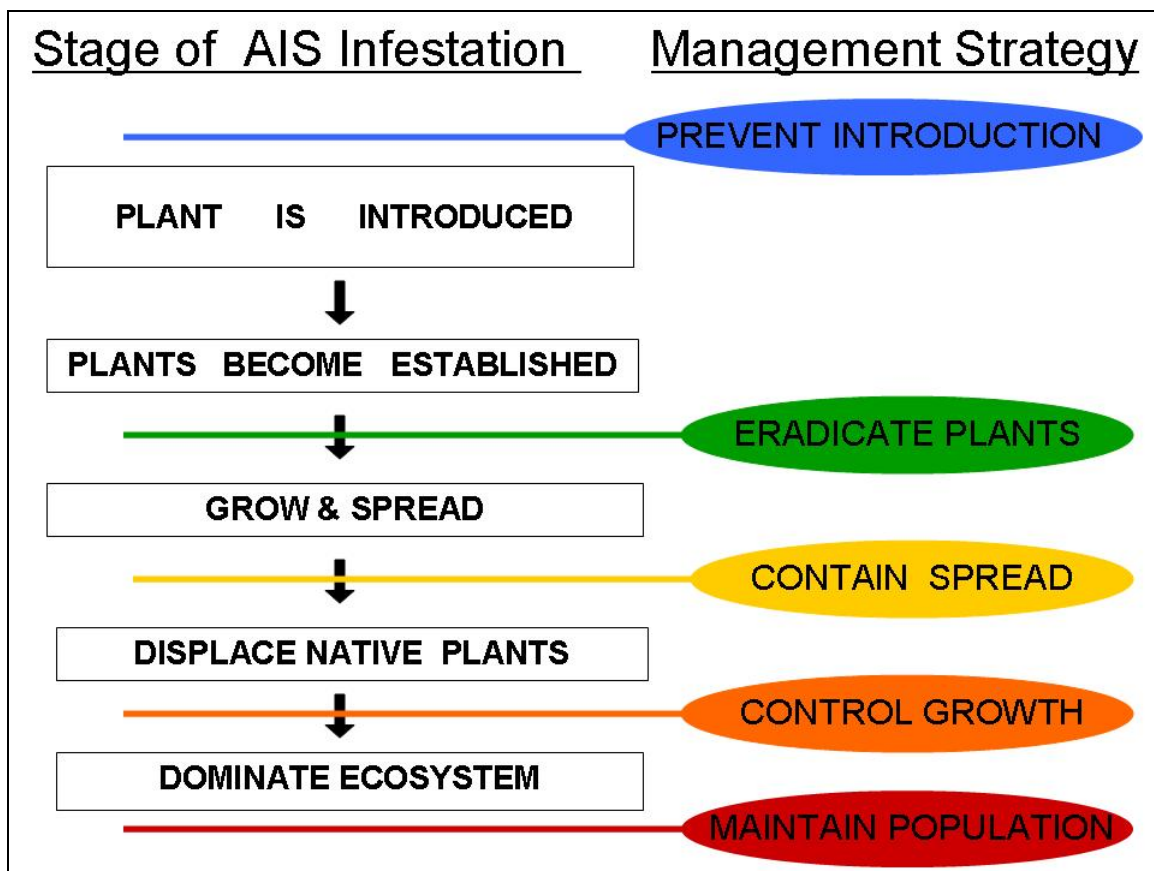 Stage of AIS Infestation
Management Strategy
PREVENT INTRODUCTION
PLANT IS INTRODUCED
PLANTS BECOME ESTABLISHED
ERADICATE PLANTS
GROW & SPREAD
CONTAIN SPREAD
DISPLACE NATIVE PLANTS
CONTROL GROWTH
DOMINATE ECOSYSTEM
MAINTAIN POPULATION